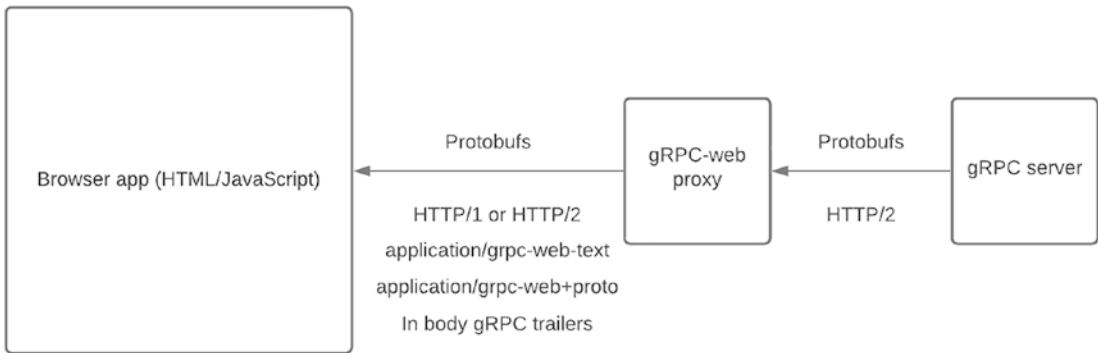 Browser app (HTML/JavaScript)
Protobufs
HTTP/1 or HTTP/2
application/grpc-web-text
application/grpc-web+proto
In body gRPC trailers
gRPC-web
proxy
Protobufs
HTTP/2
gRPC server